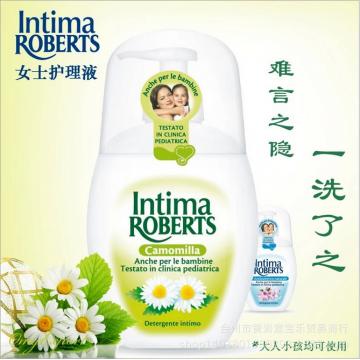 Intima
ROBERTS
女士护理液
难言之隐
一洗了之
Anche per le bambine
TESTATO
IN CLINICA
PEDIATRICA
Intima
ROBERTS
Camomilla
Anche per le bambine
Testato in clinica pediatrica
Detergente intimo
Intima
ROBERTS
*大人小孩均可使用